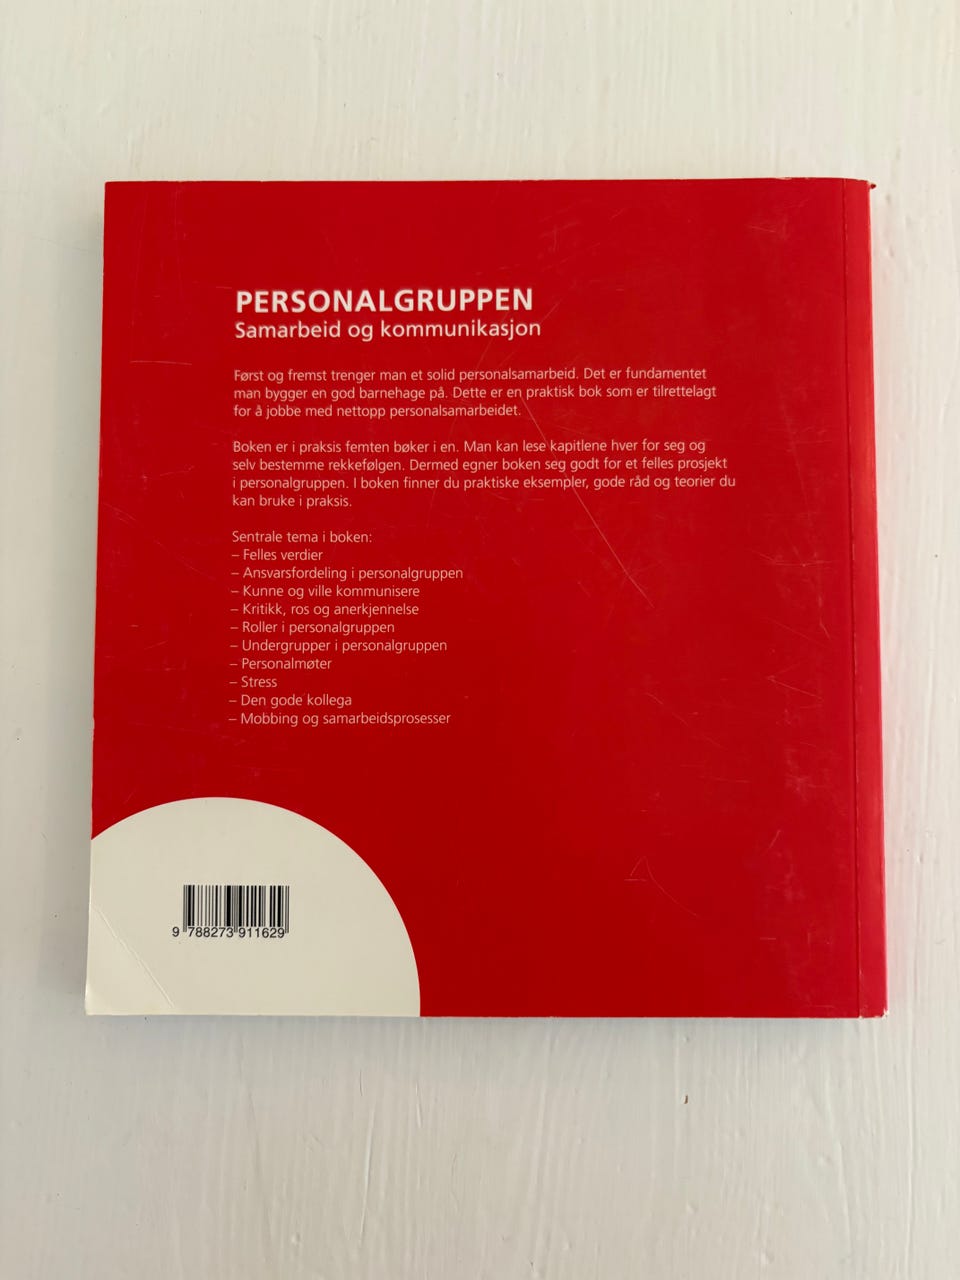 PERSONALGRUPPEN
Samarbeid og kommunikasjon
Først og fremst trenger man et solid personalsamarbeid. Det er fundamentet
man bygger en god barnehage på. Dette er en praktisk bok som er tilrettelagt
for å jobbe med nettopp personalsamarbeidet.
Boken er i praksis femten bøker i en. Man kan lese kapitlene hver for seg og
selv bestemme rekkefølgen. Dermed egner boken seg godt for et felles prosjekt
i personalgruppen. I boken finner du praktiske eksempler, gode råd og teorier du
kan bruke i praksis.
Sentrale tema i boken:
– Felles verdier
– Ansvarsfordeling i personalgruppen
– Kunne og ville kommunisere
– Kritikk, ros og anerkjennelse
– Roller i personalgruppen
– Undergrupper i personalgruppen
– Personalmøter
– Stress
– Den gode kollega
– Mobbing og samarbeidsprosesser
9 788273 911629